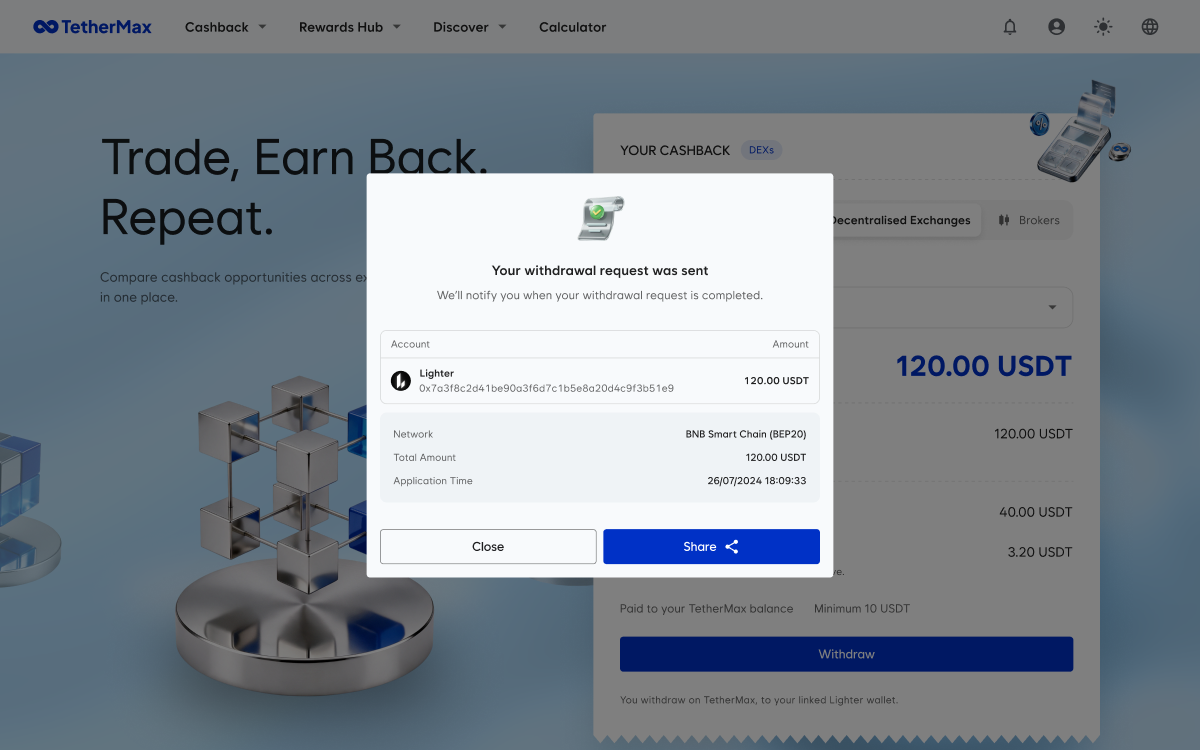 TetherMax
Cashback
Rewards Hub
Discover
Calculator
Trade, Earn Back.
Repeat.
Compare cashback opportunities across ex
in one place.
YOUR CASHBACK
DEXs
Decentralised Exchanges
Brokers
120.00 USDT
120.00 USDT
40.00 USDT
3.20 USDT
Paid to your TetherMax balance
Minimum 10 USDT
Withdraw
You withdraw on TetherMax, to your linked Lighter wallet.
Your withdrawal request was sent
We'll notify you when your withdrawal request is completed.
Account
Amount
Lighter
0x7a3f8c2d41be90a3f6d7c1b5e8a20d4c9f3b51e9
120.00 USDT
Network
BNB Smart Chain (BEP20)
Total Amount
120.00 USDT
Application Time
26/07/2024 18:09:33
Close
Share